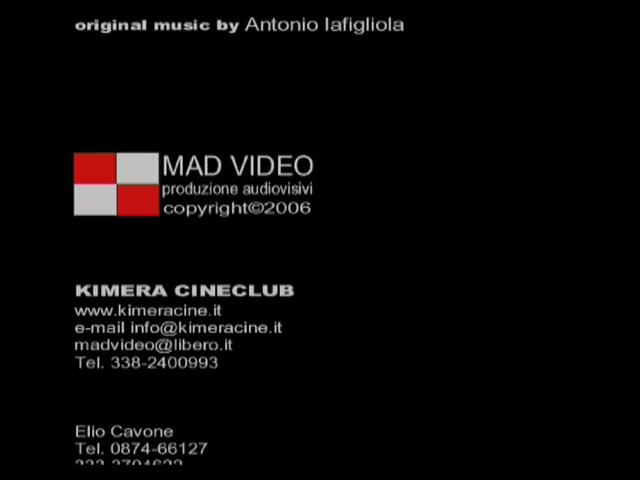 original music by Antonio Iafigliola
MAD VIDEO
produzione audiovisivi
copyright©2006
KIMERA CINECLUB
www.kimeracine.it
e-mail info@kimeracine.it
madvideo@libero.it
Tel. 338-2400993
Elio Cavone
Tel. 0874-66127